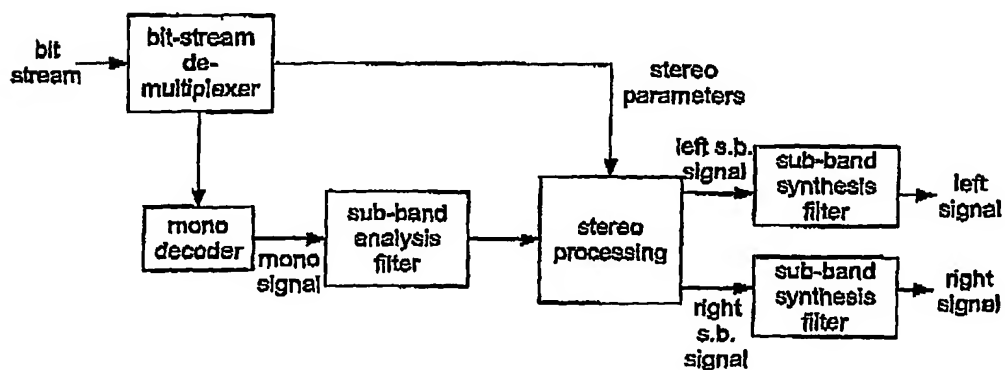 bit
stream
bit-stream
de-
multiplexer
stereo
parameters
left s.b.
signal
sub-band
synthesis
filter
left
signal
mono
decoder
mono
signal
sub-band
analysis
filter
stereo
processing
right
s.b.
signal
sub-band
synthesis
filter
right
signal